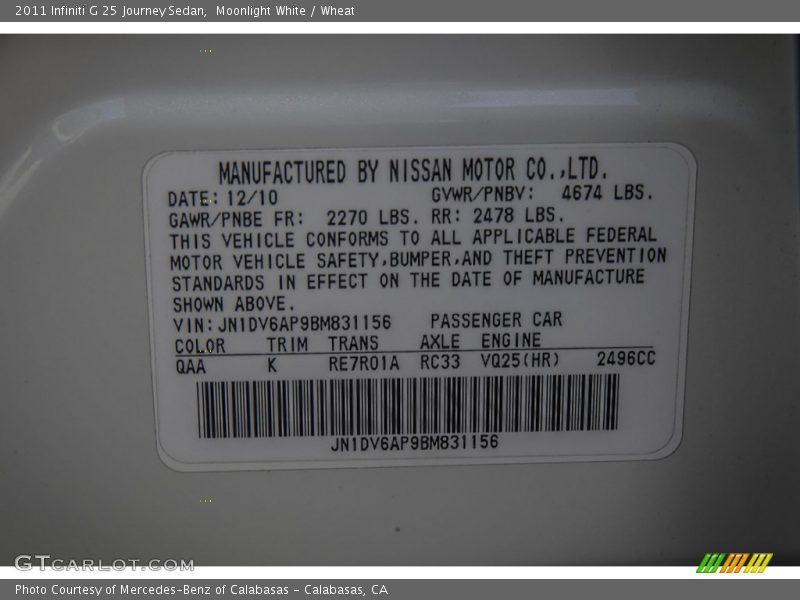 2011 Infiniti G 25 Journey Sedan,  Moonlight White / Wheat
MANUFACTURED BY NISSAN MOTOR CO.,LTD.
DATE: 12/10 GVWR/PNBV: 4674 LBS.
GAWR/PNBE FR: 2270 LBS. RR: 2478 LBS.
THIS VEHICLE CONFORMS TO ALL APPLICABLE FEDERAL
MOTOR VEHICLE SAFETY,BUMPER,AND THEFT PREVENTION
STANDARDS IN EFFECT ON THE DATE OF MANUFACTURE
SHOWN ABOVE.
VIN:JN1DV6AP9BM831156 PASSENGER CAR
COLOR TRIM TRANS AXLE ENGINE
QAA K RE7R01A RC33 VQ25(HR) 2496CC
JN1DV6AP9BM831156
GTCARLOT.COM
Photo Courtesy of Mercedes-Benz of Calabasas - Calabasas, CA